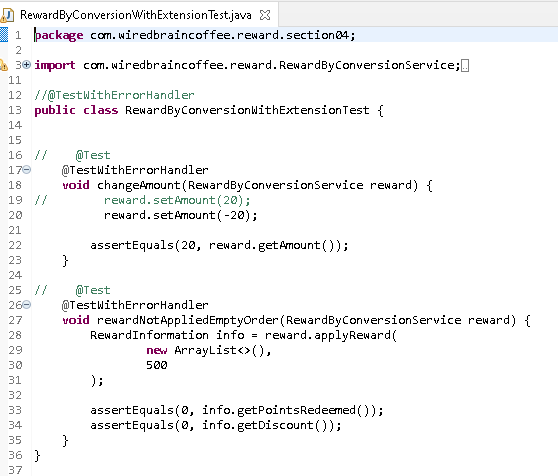 RewardByConversionWithExtensionTest.java
1 package com.wiredbraincoffee.reward.section04;
2
3 import com.wiredbraincoffee.reward.RewardByConversionService;
11
12 //@TestWithErrorHandler
13 public class RewardByConversionWithExtensionTest {
14
15
16 //    @Test
17     @TestWithErrorHandler
18     void changeAmount(RewardByConversionService reward) {
19 //        reward.setAmount(20);
20           reward.setAmount(-20);
21
22         assertEquals(20, reward.getAmount());
23     }
24
25 //    @Test
26     @TestWithErrorHandler
27     void rewardNotAppliedEmptyOrder(RewardByConversionService reward) {
28         RewardInformation info = reward.applyReward(
29                 new ArrayList<>(),
30                 500
31         );
32
33         assertEquals(0, info.getPointsRedeemed());
34         assertEquals(0, info.getDiscount());
35     }
36 }
37